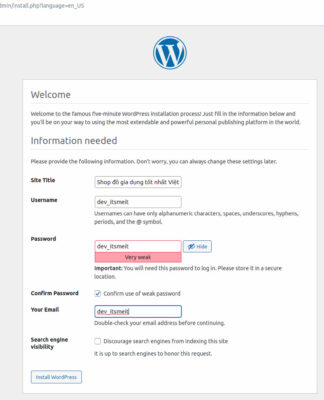 dmin/install.php?language=en_US
Welcome
Welcome to the famous five-minute WordPress installation process! Just fill in the information below and
you'll be on your way to using the most extendable and powerful personal publishing platform in the world.
Information needed
Please provide the following information. Don't worry, you can always change these settings later.
Site Title
Shop đồ gia dụng tốt nhất Việt
Username
dev_itsmeit
Usernames can have only alphanumeric characters, spaces, underscores, hyphens,
periods, and the @ symbol.
Password
dev_itsmeit
Hide
Very weak
Important: You will need this password to log in. Please store it in a secure
location.
Confirm Password
Confirm use of weak password
Your Email
dev_itsmeit
Double-check your email address before continuing.
Search engine
visibility
Discourage search engines from indexing this site
It is up to search engines to honor this request.
Install WordPress